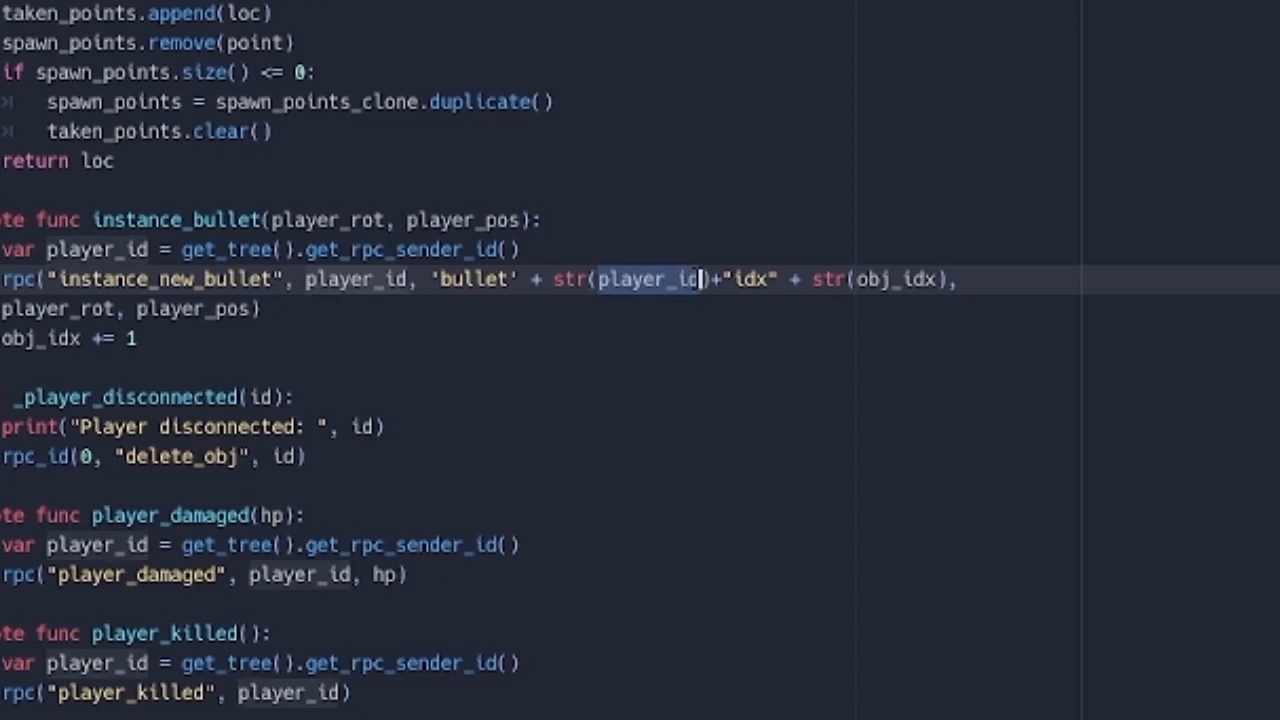 taken_points.append(loc)
spawn_points.remove(point)
if spawn_points.size() <= 0:
spawn_points = spawn_points_clone.duplicate()
taken_points.clear()
return loc
te func instance_bullet(player_rot, player_pos):
var player_id = get_tree().get_rpc_sender_id()
rpc("instance_new_bullet", player_id, 'bullet' + str(player_id)+"idx" + str(obj_idx),
player_rot, player_pos)
obj_idx += 1
_player_disconnected(id):
print("Player disconnected: ", id)
rpc_id(0, "delete_obj", id)
te func player_damaged(hp):
var player_id = get_tree().get_rpc_sender_id()
rpc("player_damaged", player_id, hp)
te func player_killed():
var player_id = get_tree().get_rpc_sender_id()
rpc("player_killed", player_id)